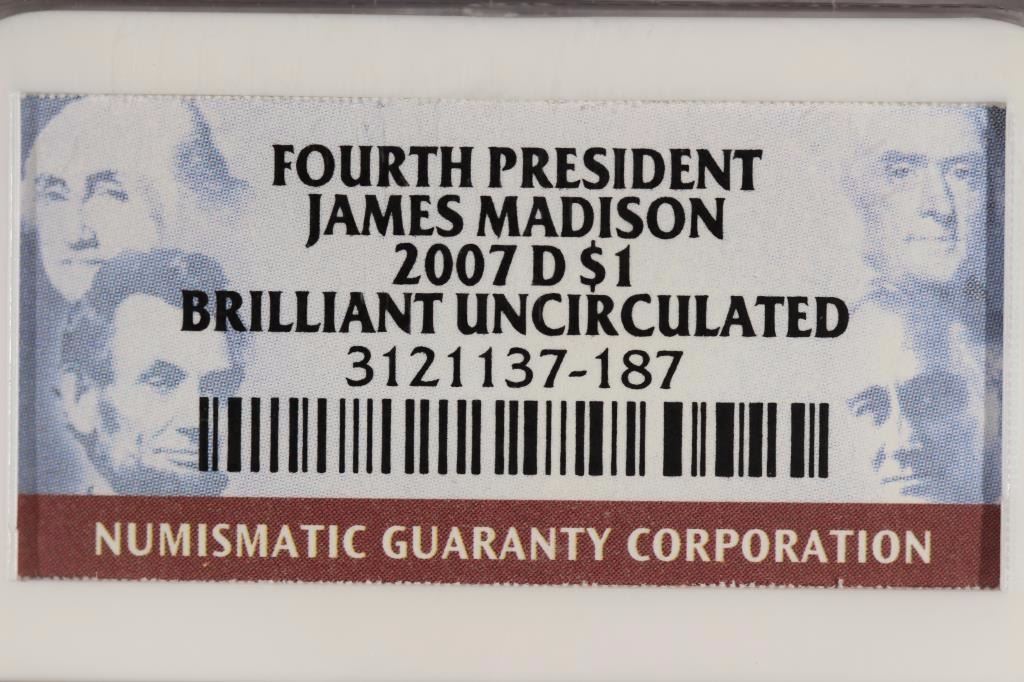 FOURTH PRESIDENT
JAMES MADISON
2007 D $1
BRILLIANT UNCIRCULATED
3121137-187
NUMISMATIC GUARANTY CORPORATION